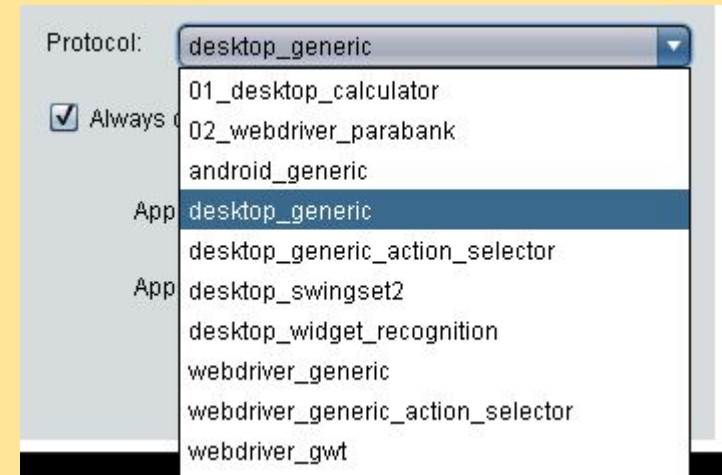 Protocol: desktop_generic
01_desktop_calculator
Always 02_webdriver_parabank
android_generic
App desktop_generic
desktop_generic_action_selector
App desktop_swingset2
desktop_widget_recognition
webdriver_generic
webdriver_generic_action_selector
webdriver_gwt